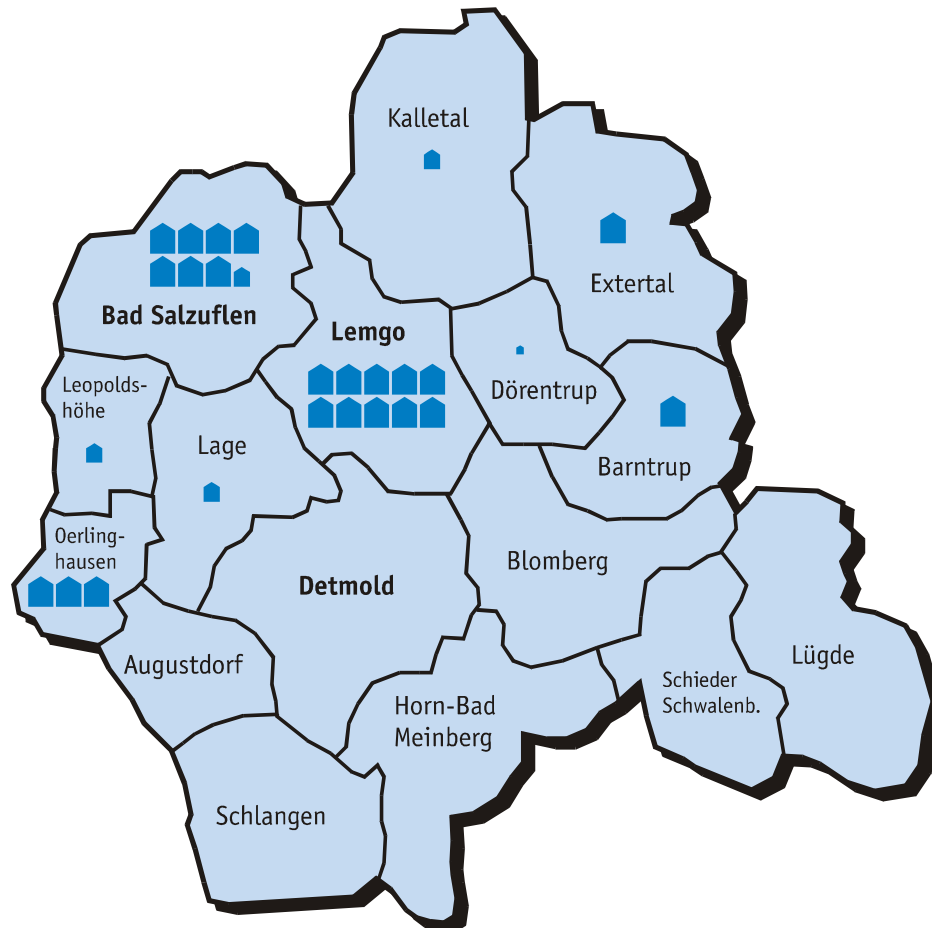 Kalletal
Extertal
Bad Salzuflen
Lemgo
Leopolds-
höhe
Dörentrup
Lage
Barntrup
Oerling-
hausen
Blomberg
Detmold
Augustdorf
Lügde
Schieder
Schwalenb.
Horn-Bad
Meinberg
Schlangen